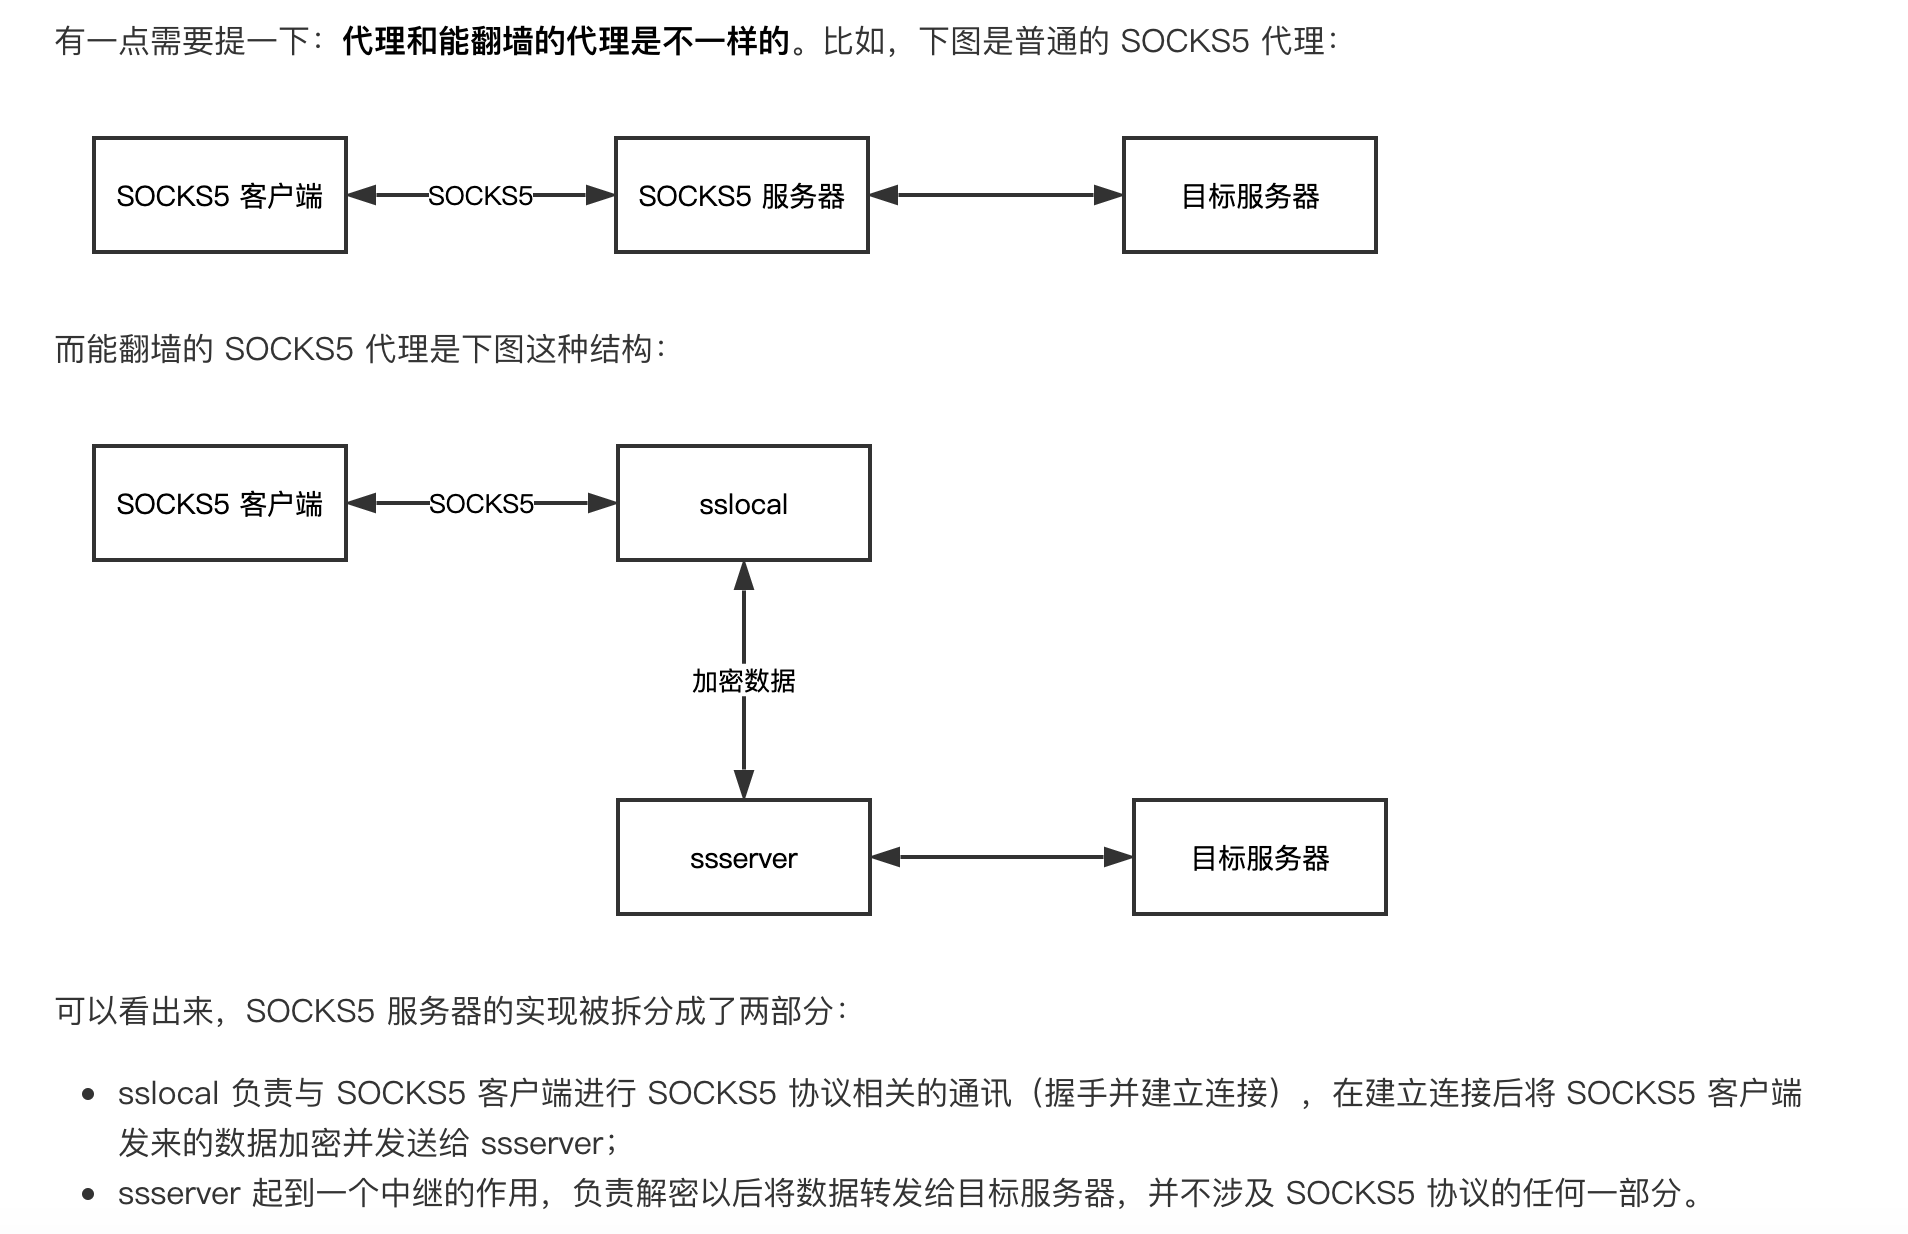 有一点需要提一下：代理和能翻墙的代理是不一样的。比如，下图是普通的 SOCKS5 代理：
SOCKS5 客户端
SOCKS5
SOCKS5 服务器
目标服务器
而能翻墙的 SOCKS5 代理是下图这种结构：
SOCKS5 客户端
SOCKS5
sslocal
加密数据
ssserver
目标服务器
可以看出来，SOCKS5 服务器的实现被拆分成了两部分：
• sslocal 负责与 SOCKS5 客户端进行 SOCKS5 协议相关的通讯（握手并建立连接），在建立连接后将 SOCKS5 客户端
发来的数据加密并发送给 ssserver；
• ssserver 起到一个中继的作用，负责解密以后将数据转发给目标服务器，并不涉及 SOCKS5 协议的任何一部分。